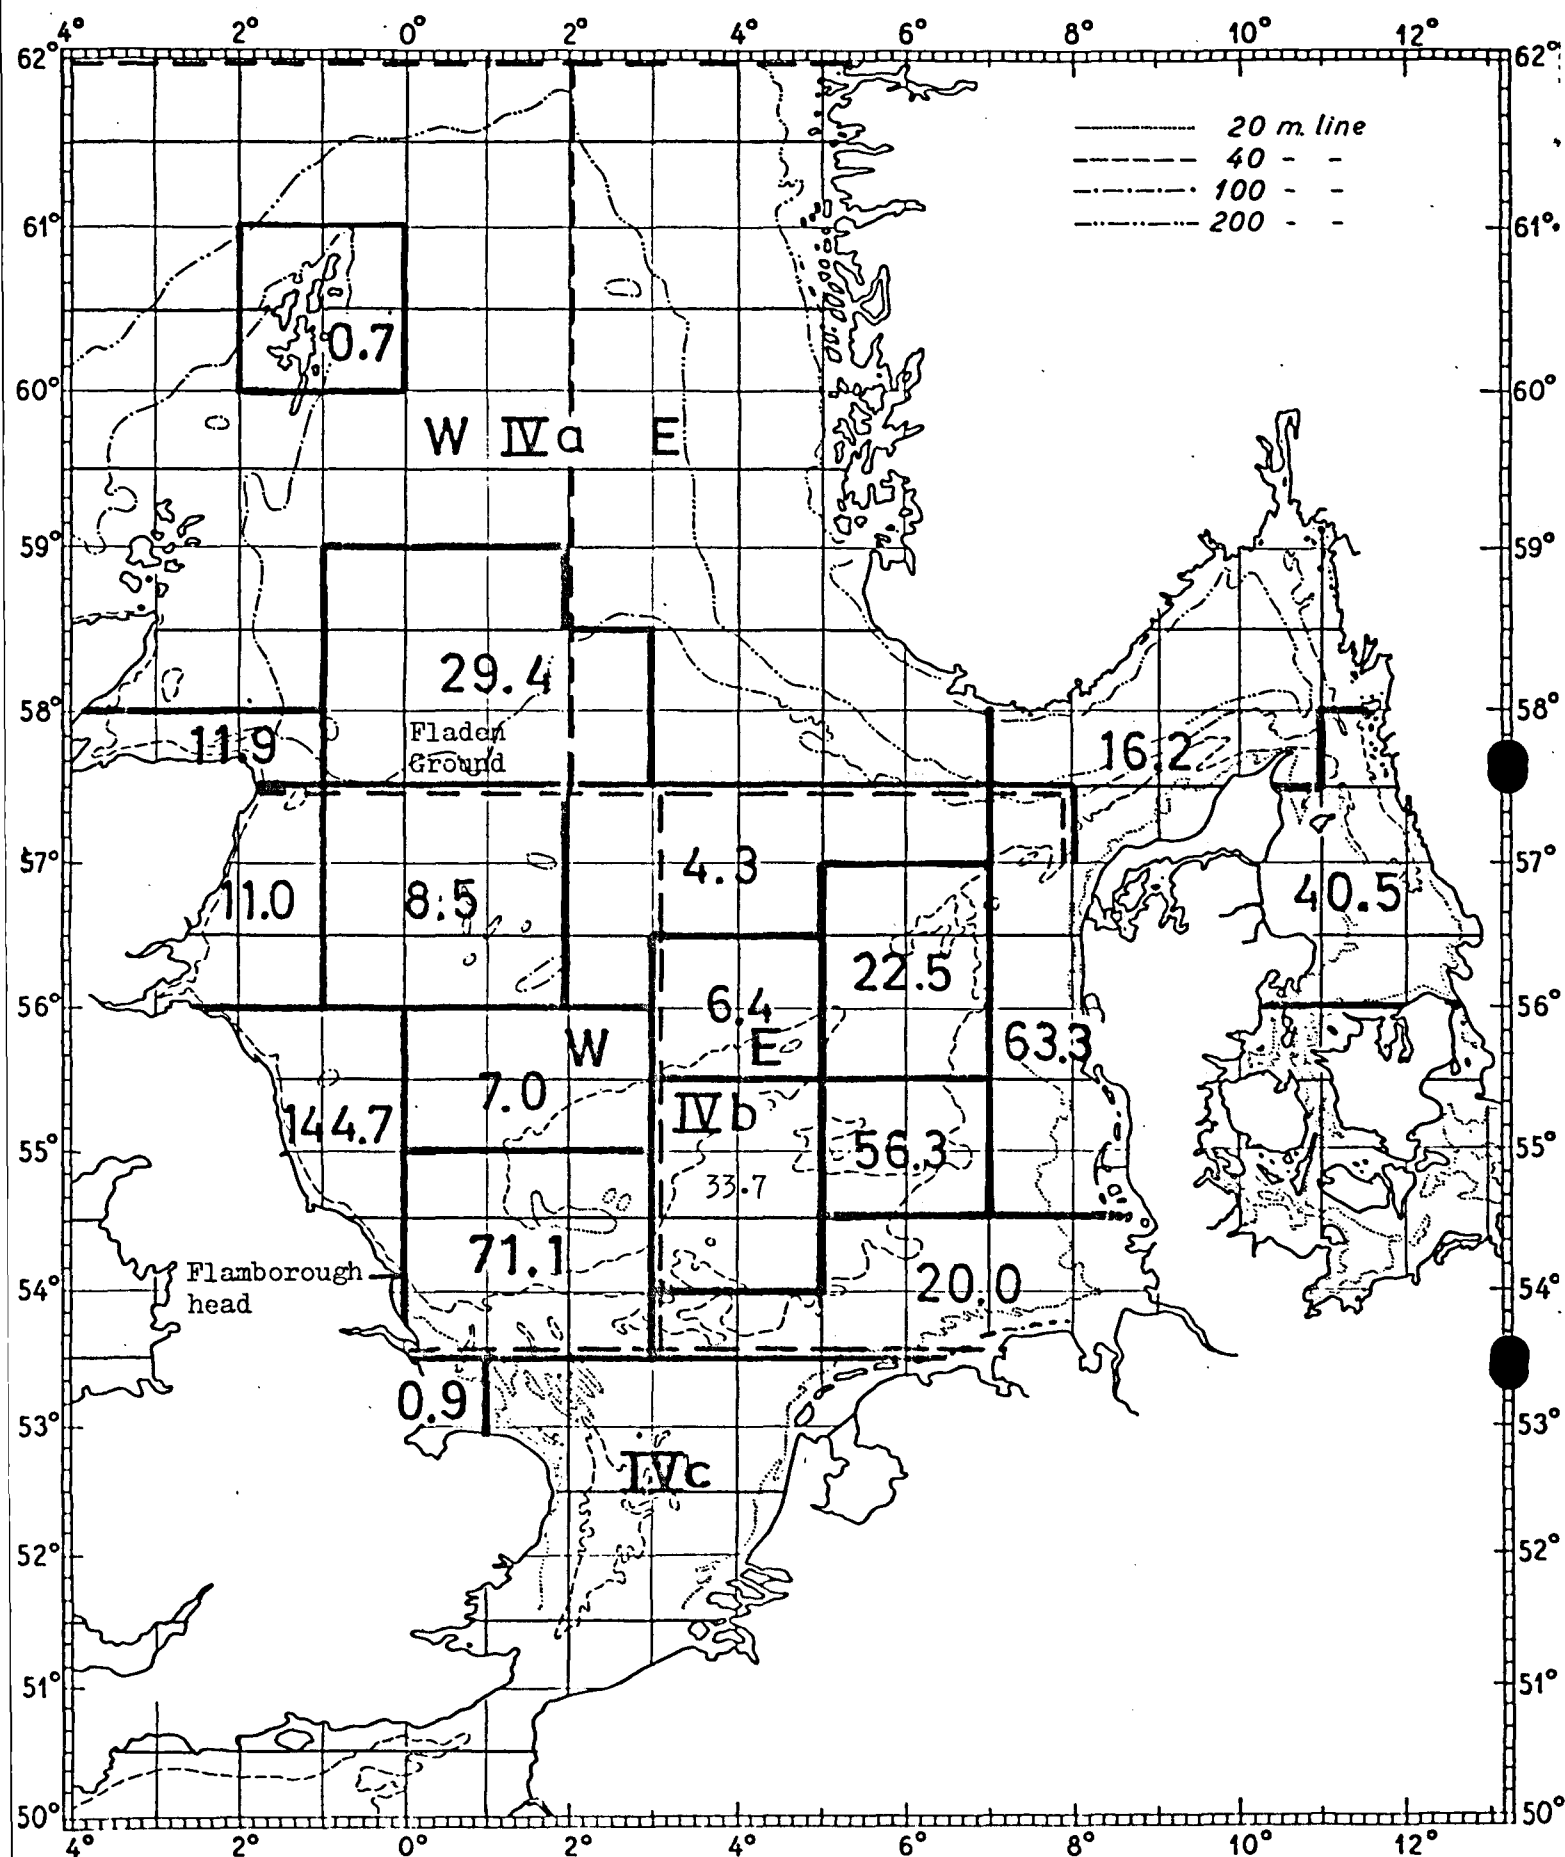 4° 2° 0° 2° 4° 6° 8° 10° 12°
62° 62°
20 m. line
40 - -
100 - -
200 - -
61° 61°
0.7
60° 60°
W IVa E
59° 59°
29.4
58° 58°
11.9 Fladen 16.2
Ground
57° 4.3 57°
11.0 8.5 40.5
22.5
56° 6.4 56°
W E 63.3
7.0
IVb
144.7
55° 56.3 55°
33.7
71.1
Flamborough 20.0
head
54° 54°
0.9
53° 53°
IVc
52° 52°
51° 51°
50° 50°
4° 2° 0° 2° 4° 6° 8° 10° 12°